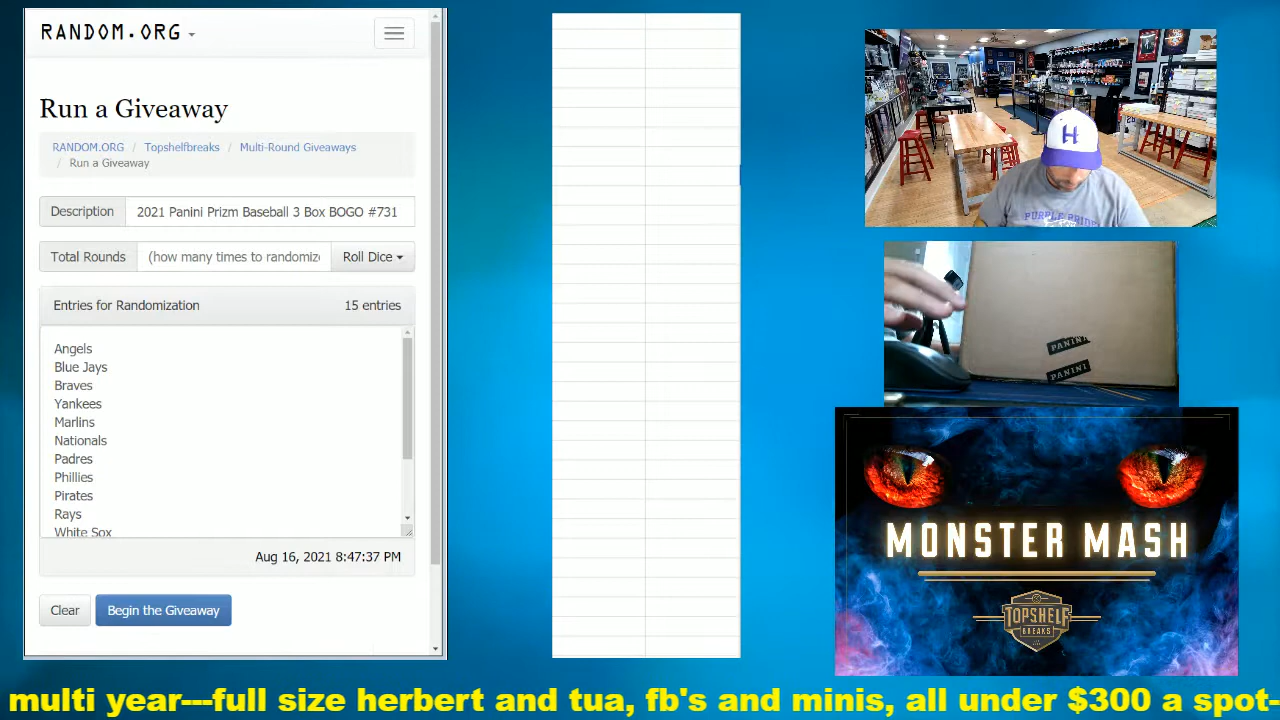 RANDOM.ORG
Run a Giveaway
RANDOM.ORG / Topshelfbreaks / Multi-Round Giveaways
/ Run a Giveaway
Description 2021 Panini Prizm Baseball 3 Box BOGO #731
Total Rounds (how many times to randomize Roll Dice
Entries for Randomization 15 entries
Angels
Blue Jays
Braves
Yankees
Marlins
Nationals
Padres
Phillies
Pirates
Rays
White Sox
Aug 16, 2021 8:47:37 PM
Clear Begin the Giveaway
H
PURPLE PRIDE
PANINI
PANINI
MONSTER MASH
TOPSHELF
BREAKS
multi year---full size herbert and tua, fb's and minis, all under $300 a spot-